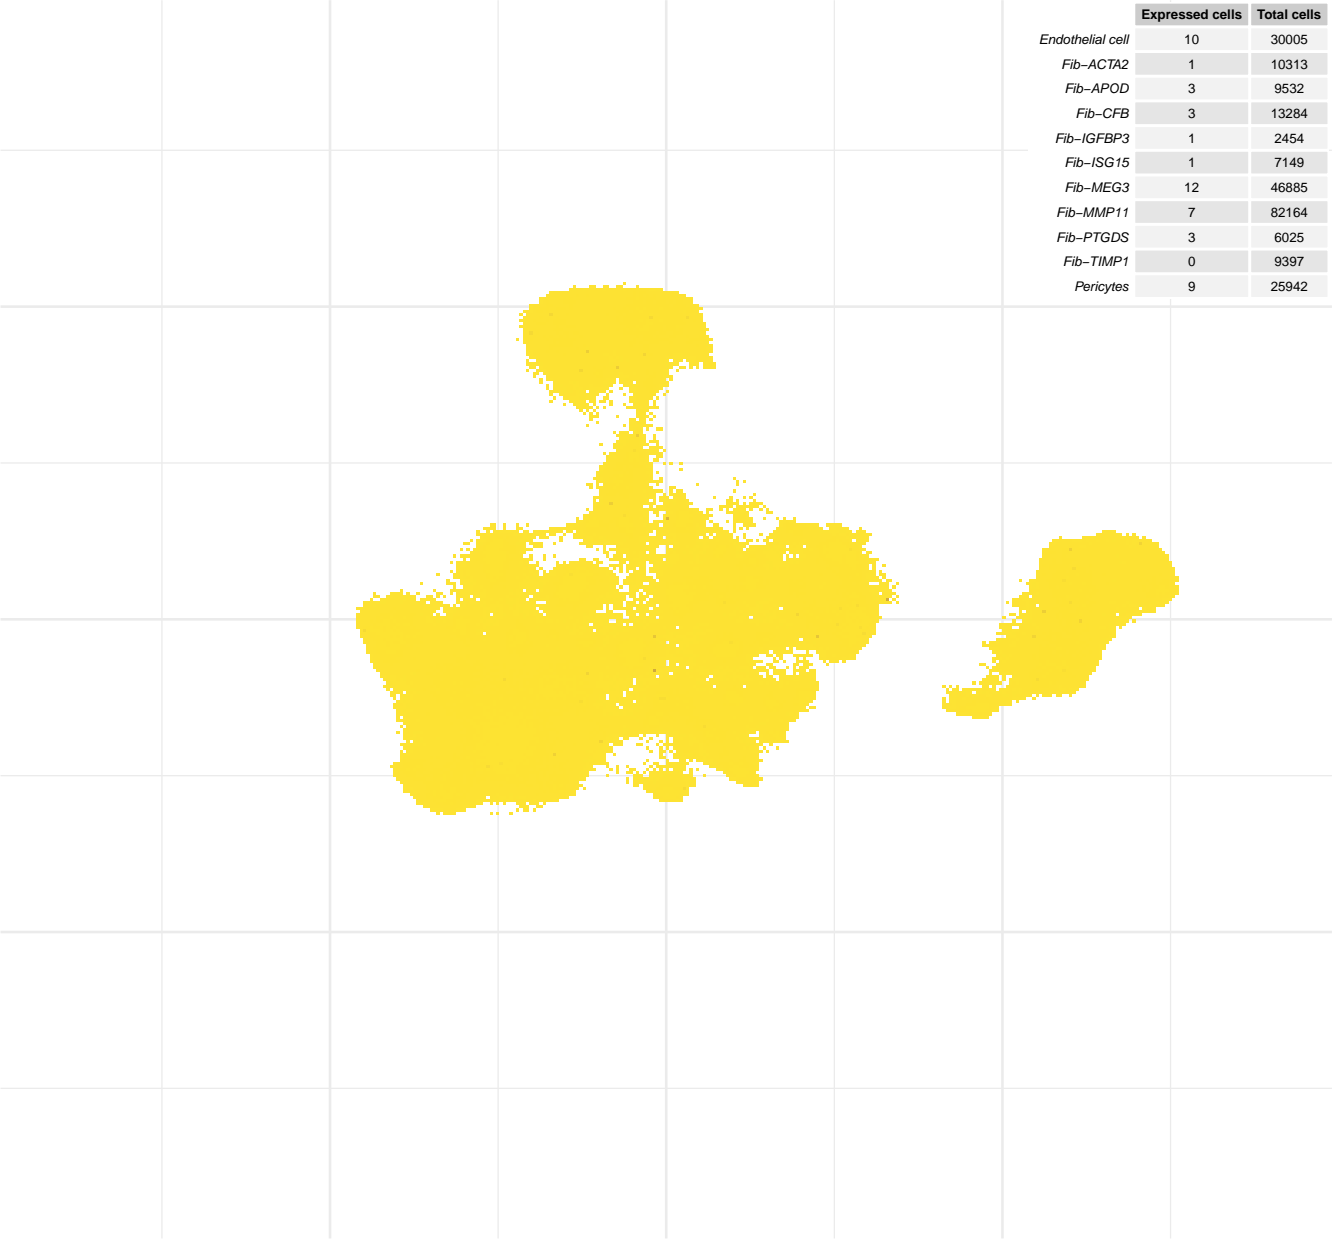 Expressed cells Total cells
Endothelial cell 10 30005
Fib−ACTA2 1 10313
Fib−APOD 3 9532
Fib−CFB 3 13284
Fib−IGFBP3 1 2454
Fib−ISG15 1 7149
Fib−MEG3 12 46885
Fib−MMP11 7 82164
Fib−PTGDS 3 6025
Fib−TIMP1 0 9397
Pericytes 9 25942